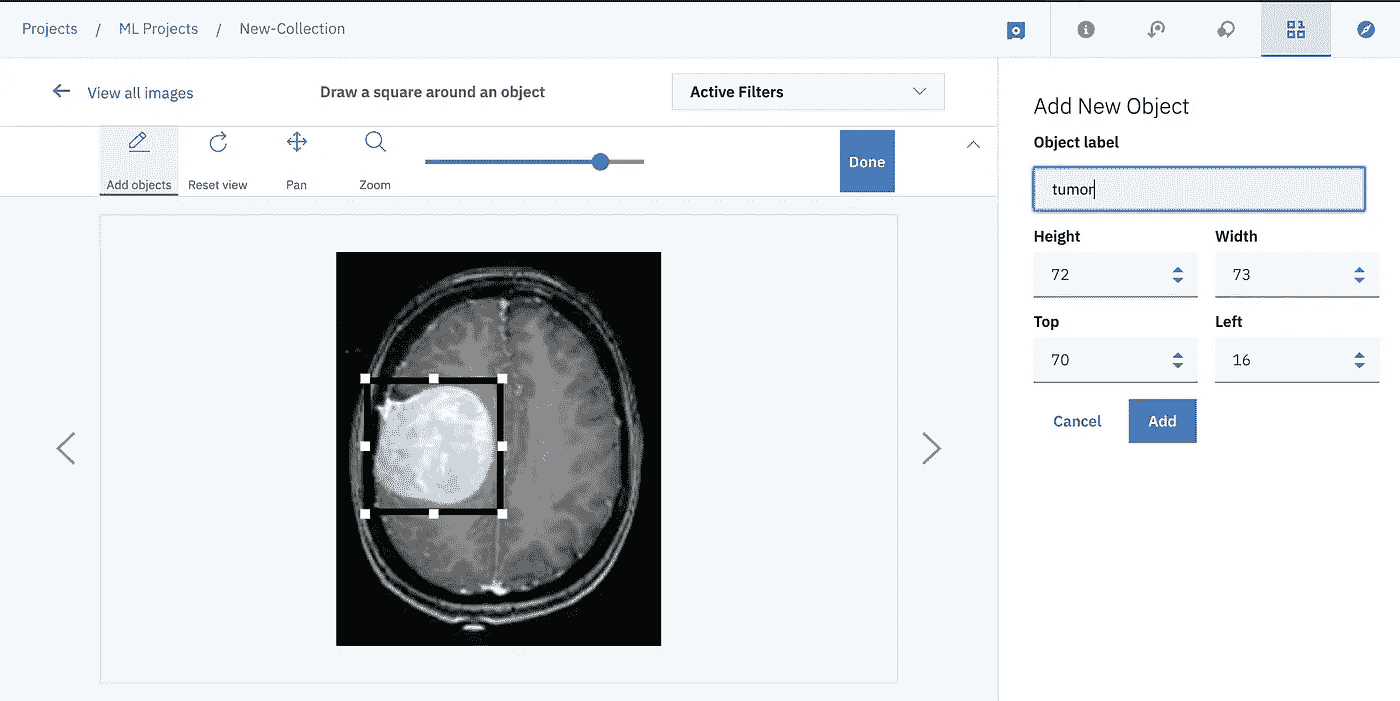 Projects / ML Projects / New-Collection
View all images
Draw a square around an object
Active Filters
Add objects
Reset view
Pan
Zoom
Done
Add New Object
Object label
tumor
Height Width
72 73
Top Left
70 16
Cancel Add